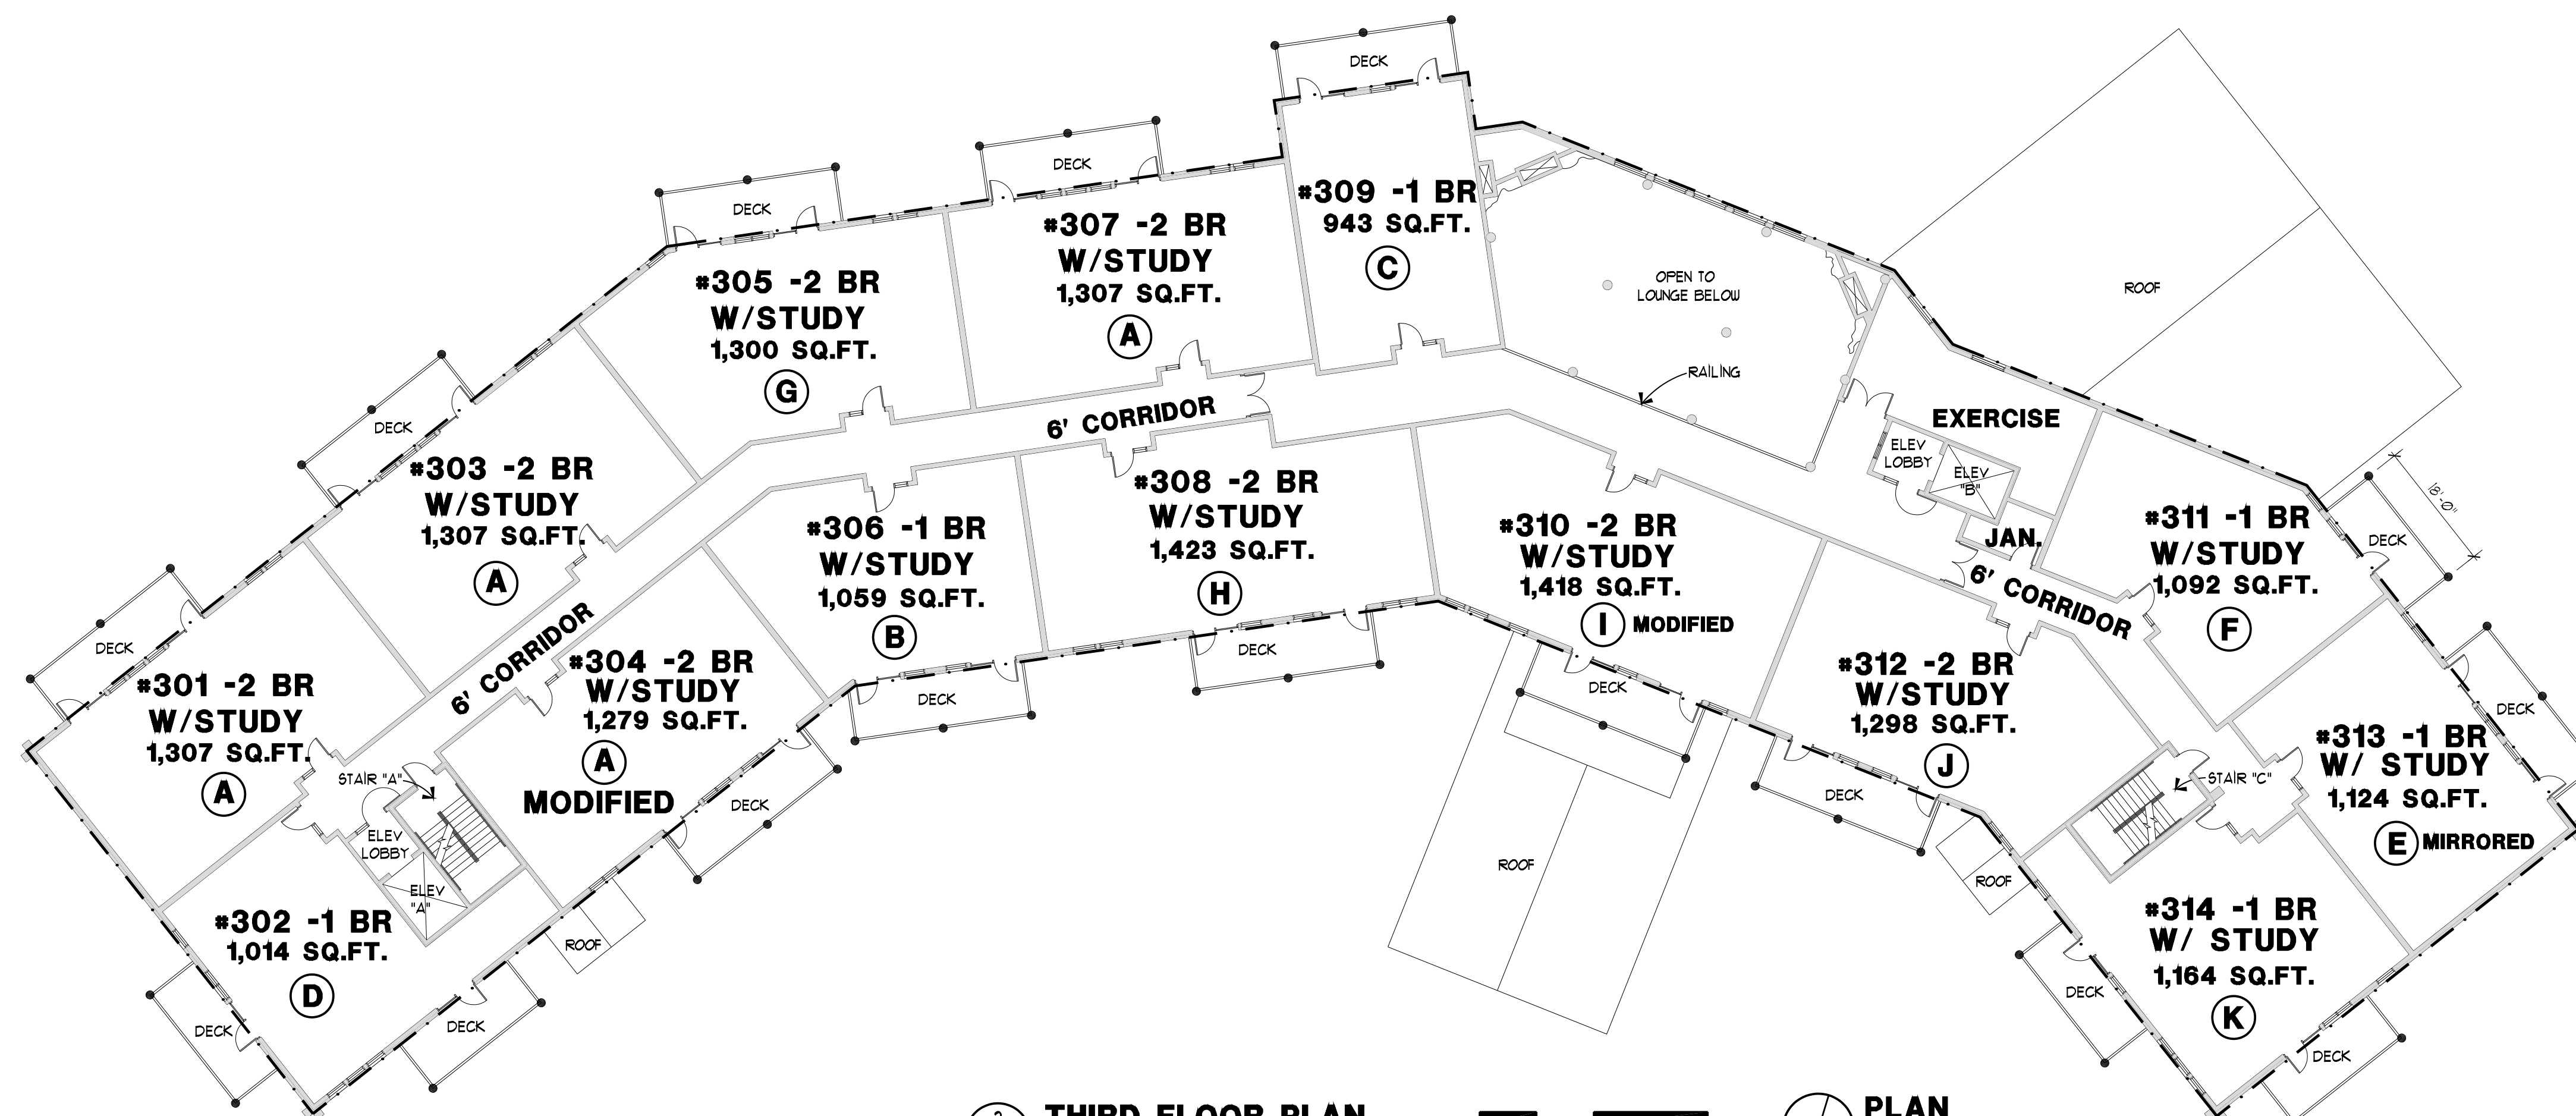 DECK
#309 -1 BR
943 SQ.FT.
C
DECK
#307 -2 BR
W/STUDY
1,307 SQ.FT.
A
DECK
#305 -2 BR
W/STUDY
1,300 SQ.FT.
G
OPEN TO
LOUNGE BELOW
RAILING
ROOF
DECK
#303 -2 BR
W/STUDY
1,307 SQ.FT.
A
6' CORRIDOR
EXERCISE
ELEV
LOBBY
ELEV
"B"
JAN.
18'-0"
DECK
#301 -2 BR
W/STUDY
1,307 SQ.FT.
A
6' CORRIDOR
#304 -2 BR
W/STUDY
1,279 SQ.FT.
A
MODIFIED
DECK
#306 -1 BR
W/STUDY
1,059 SQ.FT.
B
DECK
#308 -2 BR
W/STUDY
1,423 SQ.FT.
H
DECK
#310 -2 BR
W/STUDY
1,418 SQ.FT.
I MODIFIED
DECK
6' CORRIDOR
#311 -1 BR
W/STUDY
1,092 SQ.FT.
F
DECK
#312 -2 BR
W/STUDY
1,298 SQ.FT.
J
DECK
DECK
#313 -1 BR
W/ STUDY
1,124 SQ.FT.
E MIRRORED
STAIR "A"
ELEV
LOBBY
ELEV
"A"
STAIR "C"
#302 -1 BR
1,014 SQ.FT.
D
DECK
DECK
ROOF
ROOF
ROOF
#314 -1 BR
W/ STUDY
1,164 SQ.FT.
K
DECK
DECK
THIRD FLOOR PLAN
PLAN